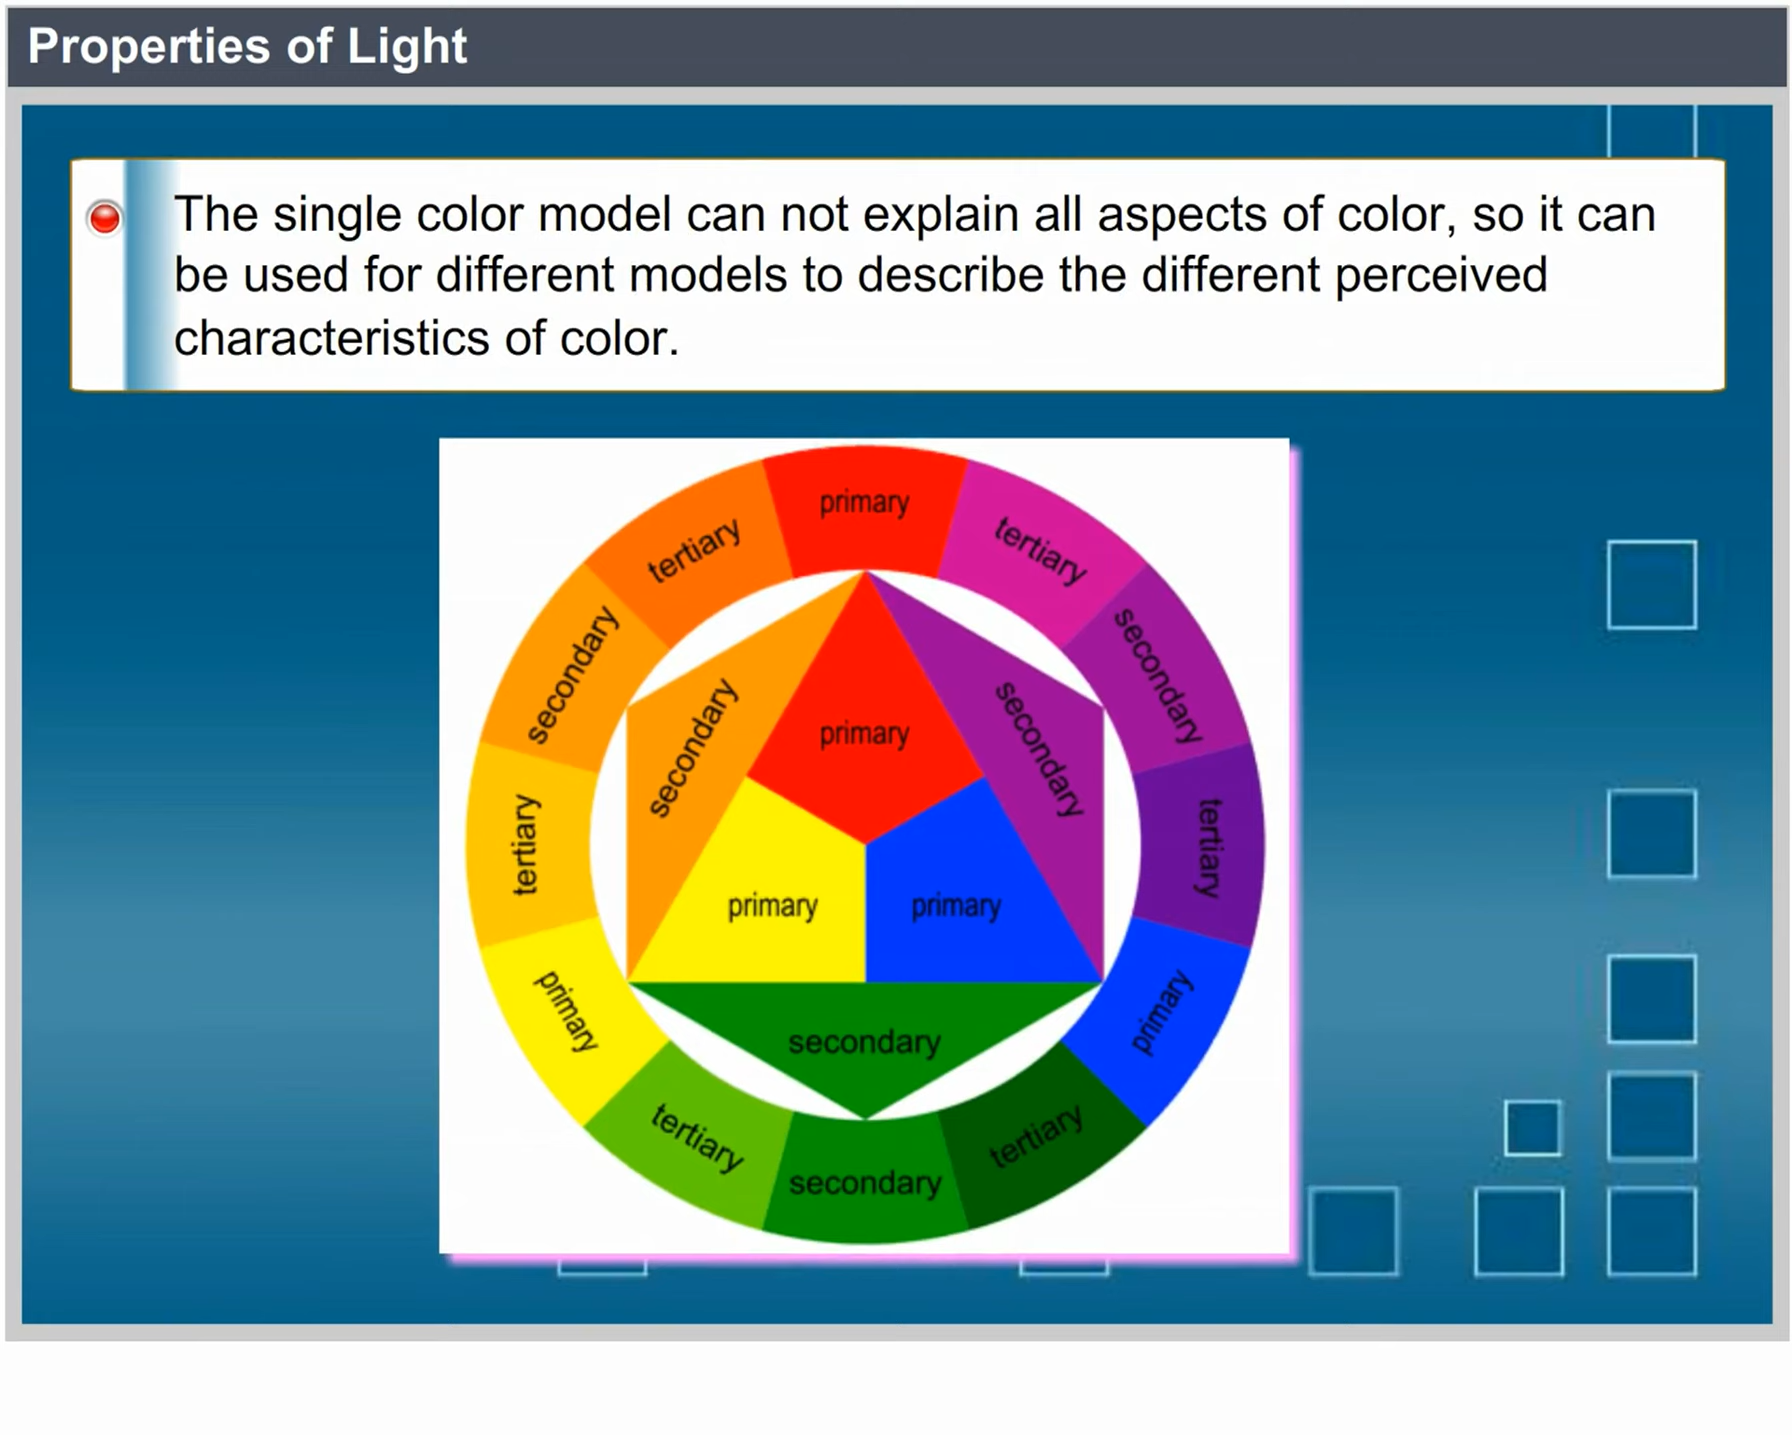 Properties of Light
The single color model can not explain all aspects of color, so it can
be used for different models to describe the different perceived
characteristics of color.
primary
tertiary
tertiary
secondary
secondary
secondary
secondary
primary
tertiary
tertiary
primary
primary
primary
primary
secondary
tertiary
tertiary
secondary